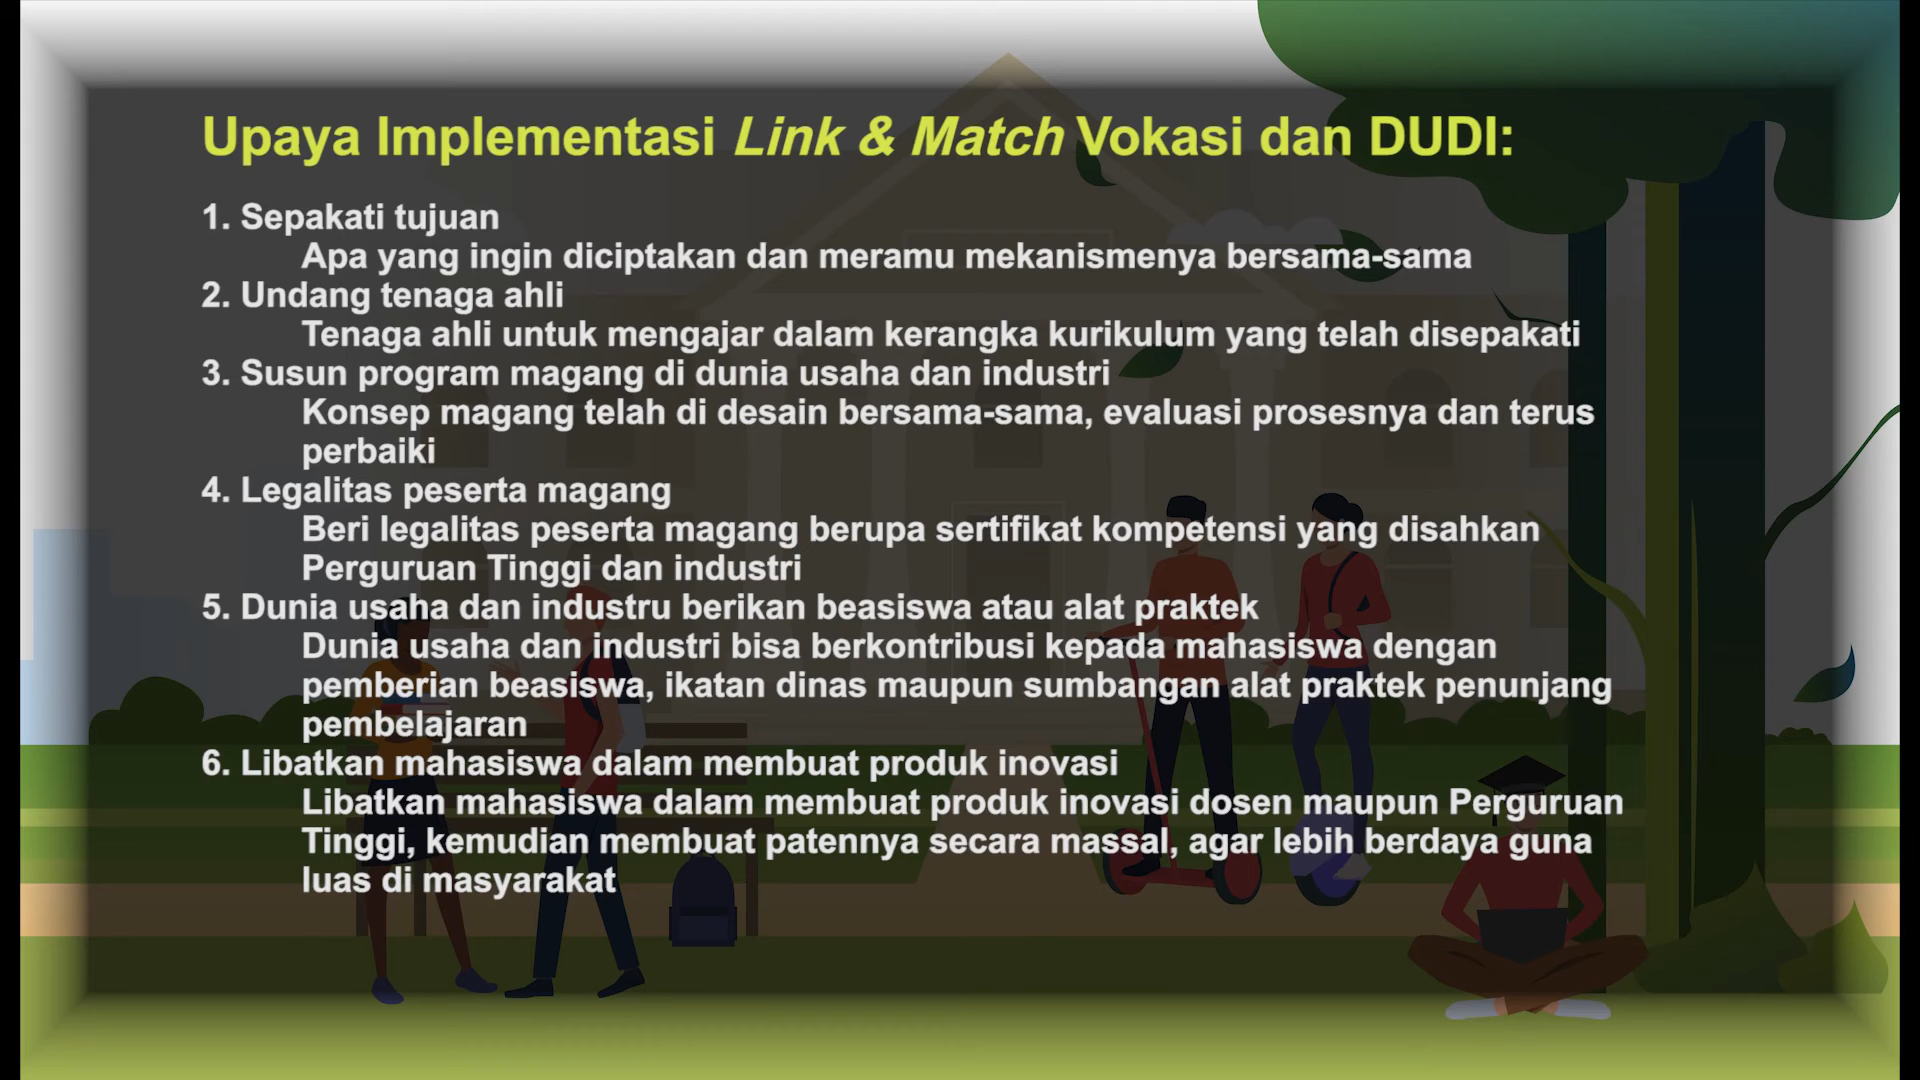 Upaya Implementasi Link & Match Vokasi dan DUDI:
1. Sepakati tujuan
Apa yang ingin diciptakan dan meramu mekanismenya bersama-sama
2. Undang tenaga ahli
Tenaga ahli untuk mengajar dalam kerangka kurikulum yang telah disepakati
3. Susun program magang di dunia usaha dan industri
Konsep magang telah di desain bersama-sama, evaluasi prosesnya dan terus
perbaiki
4. Legalitas peserta magang
Beri legalitas peserta magang berupa sertifikat kompetensi yang disahkan
Perguruan Tinggi dan industri
5. Dunia usaha dan industru berikan beasiswa atau alat praktek
Dunia usaha dan industri bisa berkontribusi kepada mahasiswa dengan
pemberian beasiswa, ikatan dinas maupun sumbangan alat praktek penunjang
pembelajaran
6. Libatkan mahasiswa dalam membuat produk inovasi
Libatkan mahasiswa dalam membuat produk inovasi dosen maupun Perguruan
Tinggi, kemudian membuat patennya secara massal, agar lebih berdaya guna
luas di masyarakat